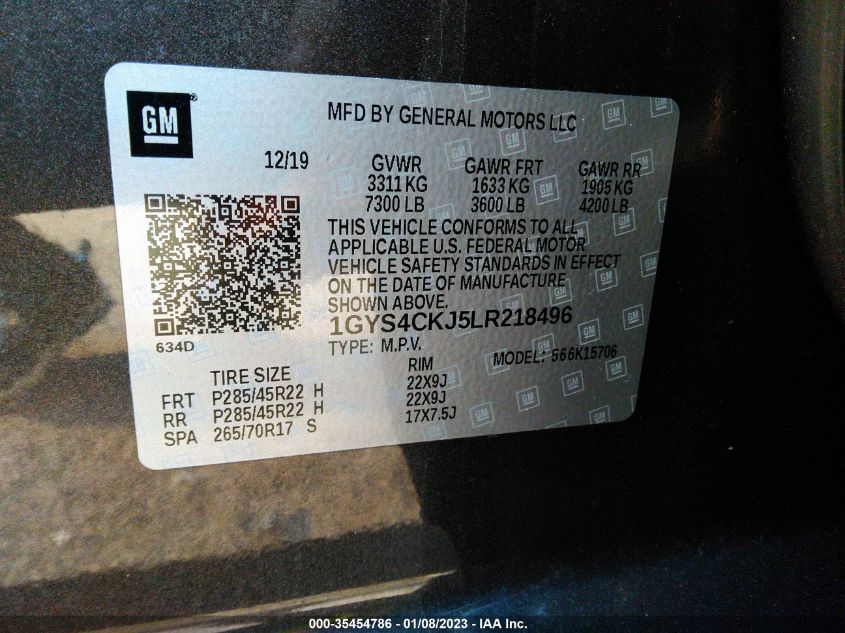 GM®
MFD BY GENERAL MOTORS LLC
12/19 GVWR GAWR FRT GAWR RR
3311 KG 1633 KG 1905 KG
7300 LB 3600 LB 4200 LB
THIS VEHICLE CONFORMS TO ALL
APPLICABLE U.S. FEDERAL MOTOR
VEHICLE SAFETY STANDARDS IN EFFECT
ON THE DATE OF MANUFACTURE
SHOWN ABOVE.
1GYS4CKJ5LR218496
634D
TYPE: M.P.V. MODEL: 566K15706
TIRE SIZE RIM
FRT P285/45R22 H 22X9J
RR P285/45R22 H 22X9J
SPA 265/70R17 S 17X7.5J
000-35454786 - 01/08/2023 - IAA Inc.